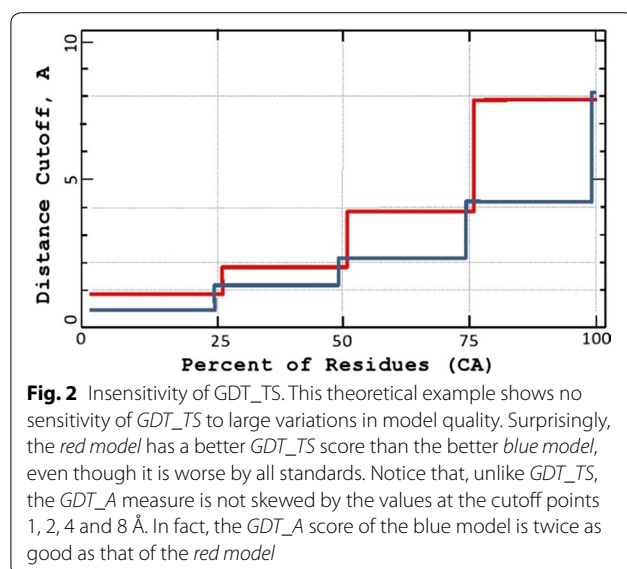 10
5
0
Distance Cutoff, A
0
25
50
75
100
Percent of Residues (CA)
Fig. 2 Insensitivity of GDT_TS. This theoretical example shows no
sensitivity of GDT_TS to large variations in model quality. Surprisingly,
the red model has a better GDT_TS score than the better blue model,
even though it is worse by all standards. Notice that, unlike GDT_TS,
the GDT_A measure is not skewed by the values at the cutoff points
1, 2, 4 and 8 Å. In fact, the GDT_A score of the blue model is twice as
good as that of the red model